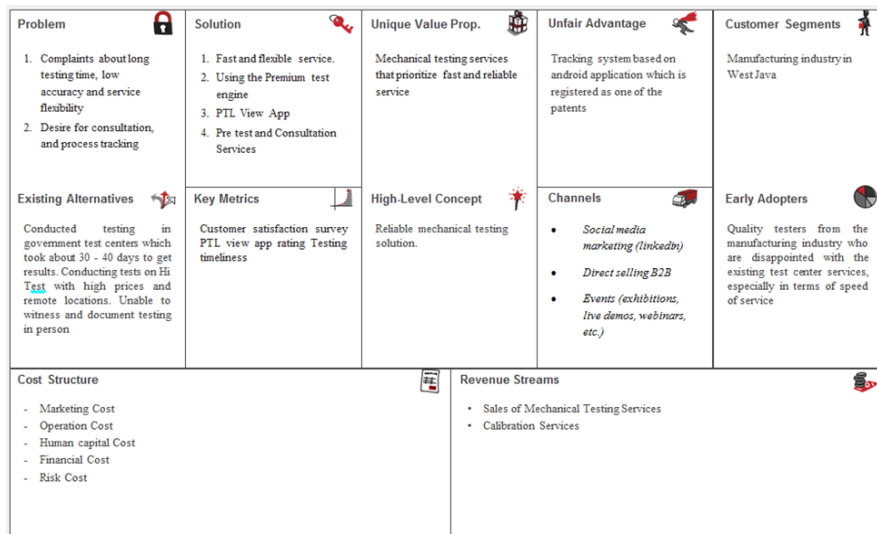 Problem
1. Complaints about long
testing time, low
accuracy and service
flexibility
2. Desire for consultation,
and process tracking
Solution
1. Fast and flexible service.
2. Using the Premium test
engine
3. PTL View App
4. Pre test and Consultation
Services
Unique Value Prop.
Mechanical testing services
that prioritize fast and reliable
service
Unfair Advantage
Tracking system based on
android application which is
registered as one of the
patents
Customer Segments
Manufacturing industry in
West Java
Existing Alternatives
Conducted testing in
government test centers which
took about 30 - 40 days to get
results. Conducting tests on Hi
Test with high prices and
remote locations. Unable to
witness and document testing
in person
Key Metrics
Customer satisfaction survey
PTL view app rating Testing
timeliness
High-Level Concept
Reliable mechanical testing
solution.
Channels
• Social media
marketing (linkedin)
• Direct selling B2B
• Events (exhibitions,
live demos, webinars,
etc.)
Early Adopters
Quality testers from the
manufacturing industry who
are disappointed with the
existing test center services,
especially in terms of speed
of service
Cost Structure
- Marketing Cost
- Operation Cost
- Human capital Cost
- Financial Cost
- Risk Cost
Revenue Streams
• Sales of Mechanical Testing Services
• Calibration Services